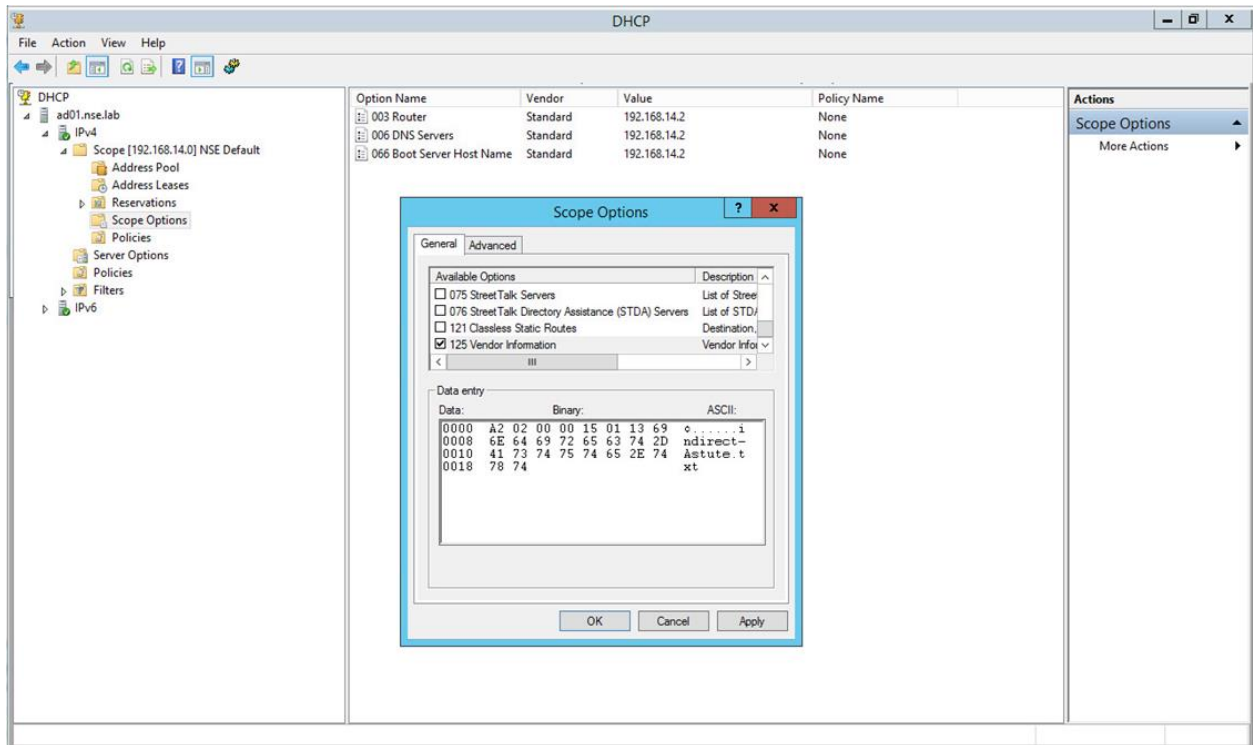 DHCP
File Action View Help
DHCP
ad01.nse.lab
IPv4
Scope [192.168.14.0] NSE Default
Address Pool
Address Leases
Reservations
Scope Options
Policies
Server Options
Policies
Filters
IPv6
Option Name Vendor Value Policy Name
003 Router Standard 192.168.14.2 None
006 DNS Servers Standard 192.168.14.2 None
066 Boot Server Host Name Standard 192.168.14.2 None
Actions
Scope Options
More Actions
Scope Options ? x
General Advanced
Available Options Description
075 StreetTalk Servers List of Street
076 StreetTalk Directory Assistance (STDA) Servers List of STDA
121 Classless Static Routes Destination,
125 Vendor Information Vendor Infor
Data entry
Data: Binary: ASCII:
0000 A2 02 00 00 15 01 13 69 ¢......i
0008 6E 64 69 72 65 63 74 2D ndirect-
0010 41 73 74 75 74 65 2E 74 Astute.t
0018 78 74 xt
OK Cancel Apply